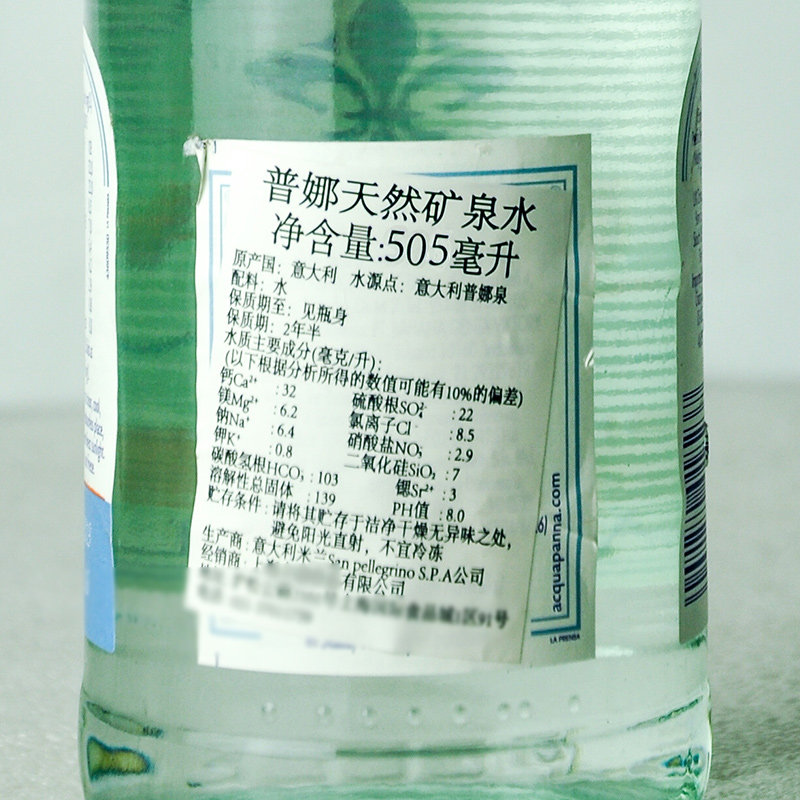 普娜天然矿泉水
净含量:505毫升
原产国：意大利 水源点：意大利普娜泉
配料：水
保质期至：见瓶身
保质期：2年半
水质主要成分(毫克/升)：
(以下根据分析所得的数值可能有10%的偏差)
钙Ca²⁺ : 32 硫酸根SO₄²⁻ : 22
镁Mg²⁺ : 6.2 氯离子Cl⁻ : 8.5
钠Na⁺ : 6.4 硝酸盐NO₃⁻ : 2.9
钾K⁺ : 0.8 二氧化硅SiO₂ : 7
碳酸氢根HCO₃⁻ : 103 锶Sr²⁺ : 3
溶解性总固体 : 139 PH值 : 8.0
贮存条件：请将其贮存于洁净干燥无异味之处，
避免阳光直射，不宜冷冻
生产商：意大利米兰San pellegrino S.P.A公司
经销商：上 有限公司
acquapanna.com
LA PRENSA